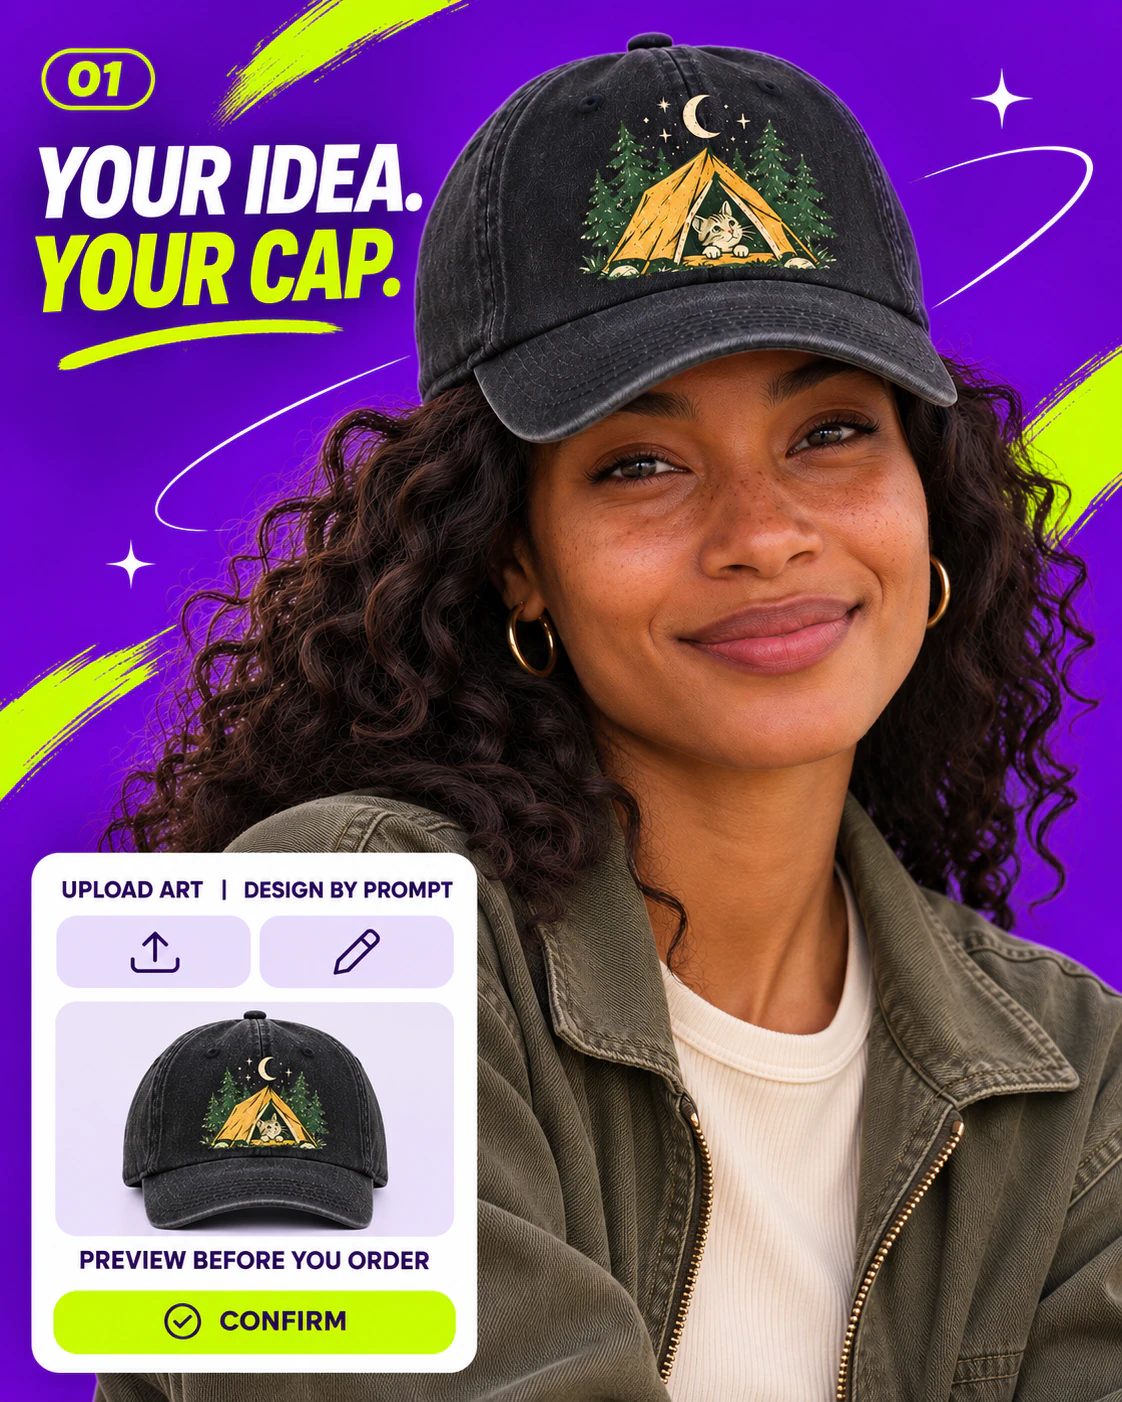 01
YOUR IDEA.
YOUR CAP.
UPLOAD ART | DESIGN BY PROMPT
PREVIEW BEFORE YOU ORDER
CONFIRM